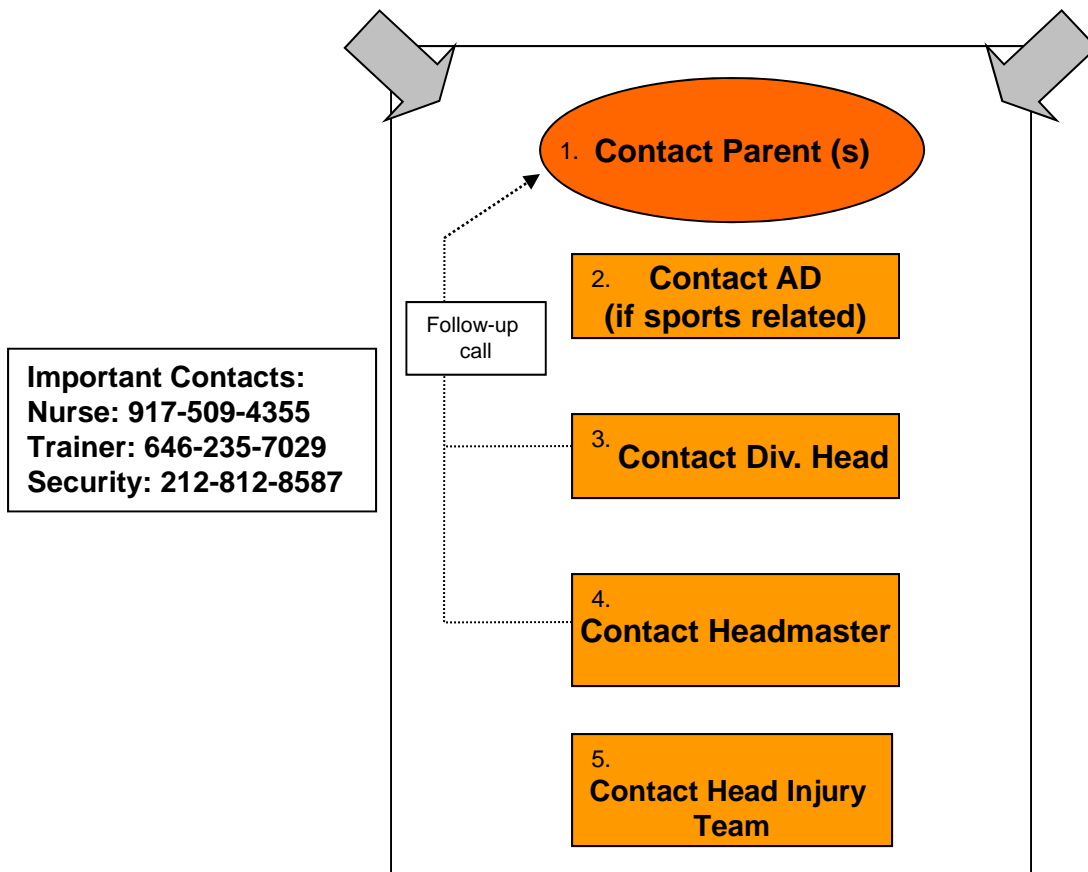 1. Contact Parent (s)
2. Contact AD
(if sports related)
Follow-up
call
Important Contacts:
Nurse: 917-509-4355
Trainer: 646-235-7029
Security: 212-812-8587
3. Contact Div. Head
4.
Contact Headmaster
5.
Contact Head Injury
Team